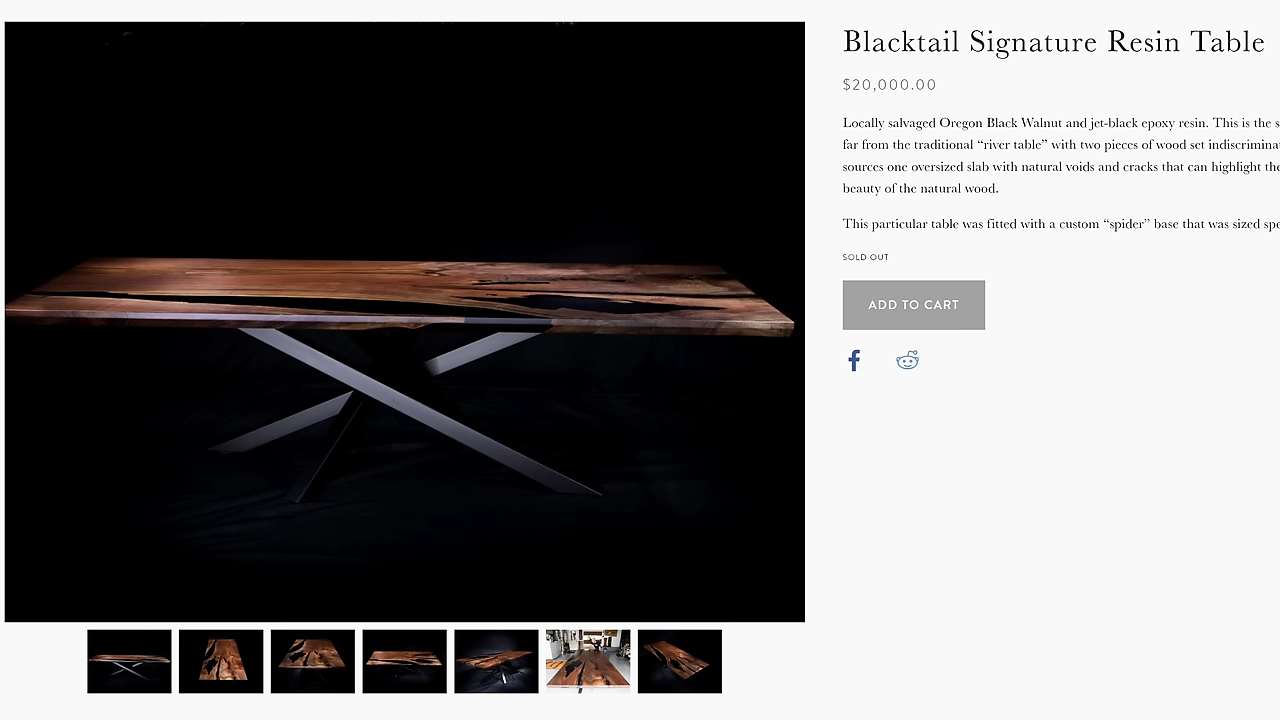 Blacktail Signature Resin Table
$20,000.00
Locally salvaged Oregon Black Walnut and jet-black epoxy resin. This is the
far from the traditional “river table” with two pieces of wood set
sources one oversized slab with natural voids and cracks that can highlight
beauty of the natural wood.
This particular table was fitted with a custom “spider” base that was sized
SOLD OUT
ADD TO CART